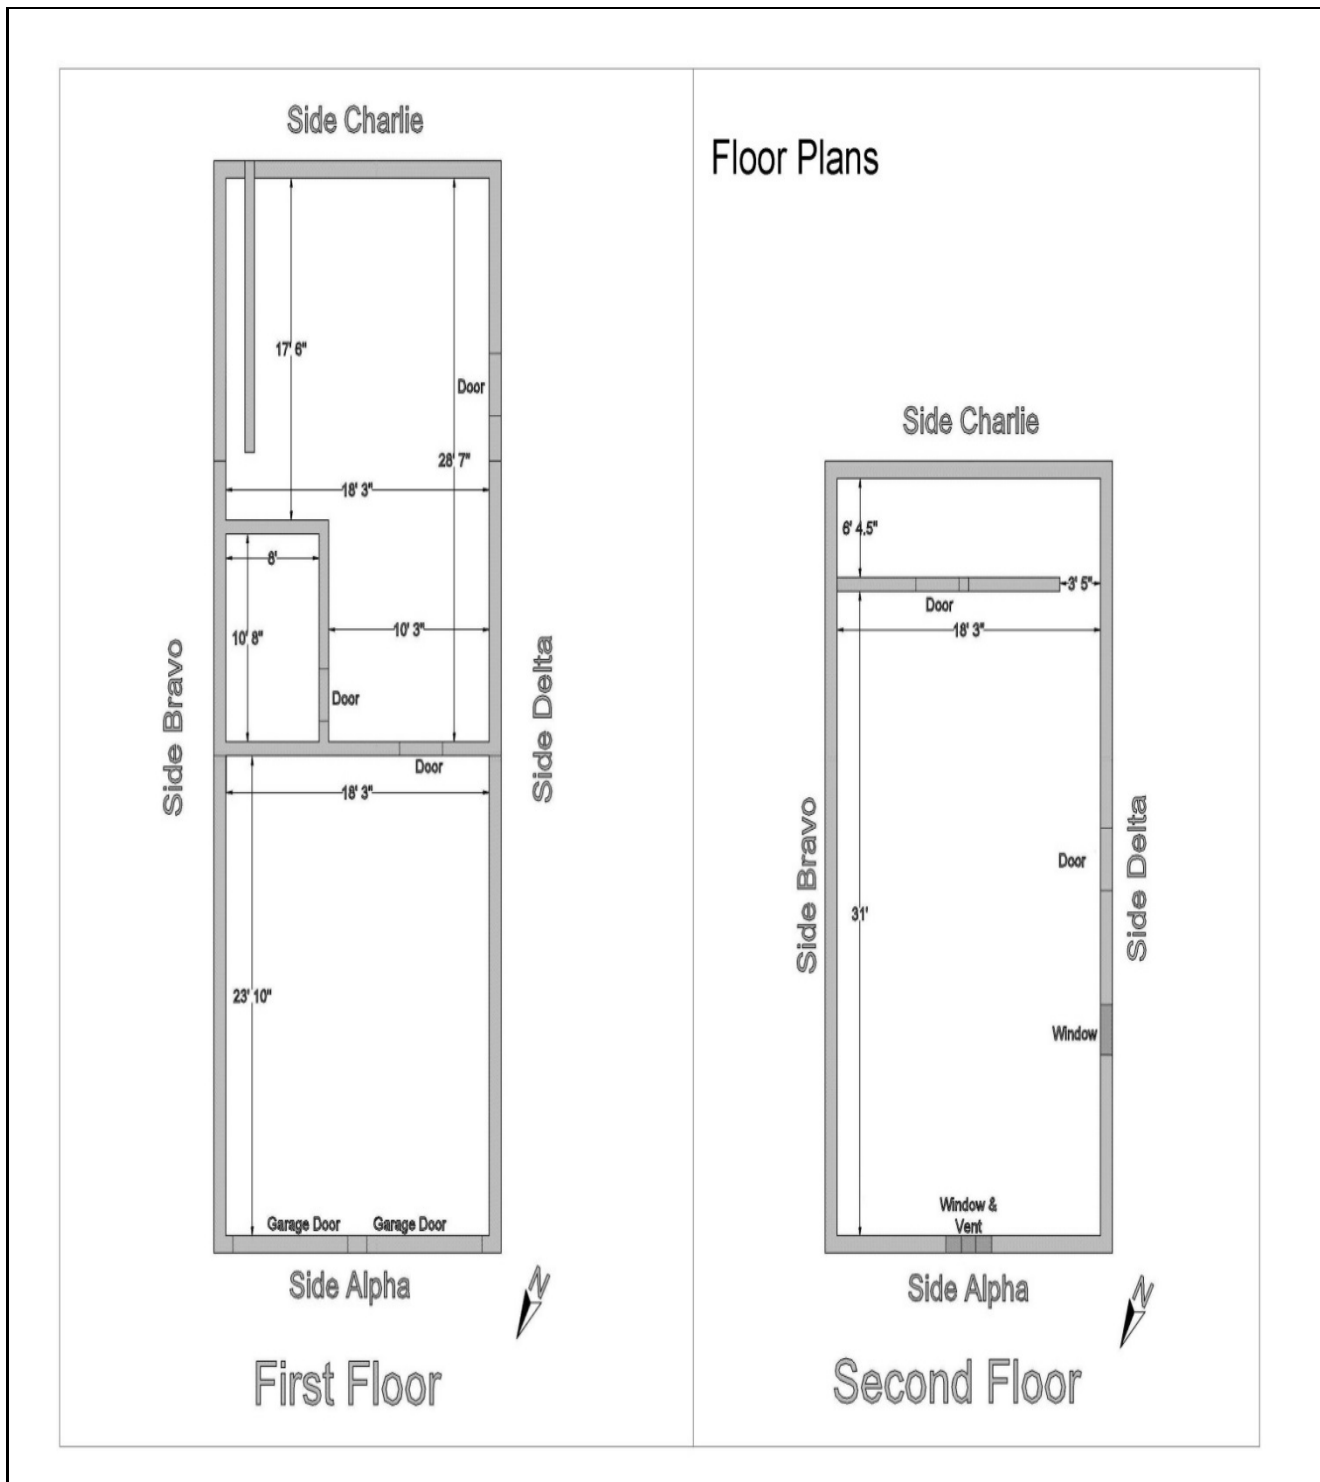 Floor Plans
Side Charlie
17' 6"
Door
28' 7"
18' 3"
8'
10' 8"
10' 3"
Door
Side Bravo
Side Delta
Door
18' 3"
23' 10"
Garage Door Garage Door
Side Alpha
N
First Floor
Side Charlie
6' 4.5"
3' 5"
Door
18' 3"
Side Bravo
Side Delta
Door
31'
Window
Window &
Vent
Side Alpha
N
Second Floor